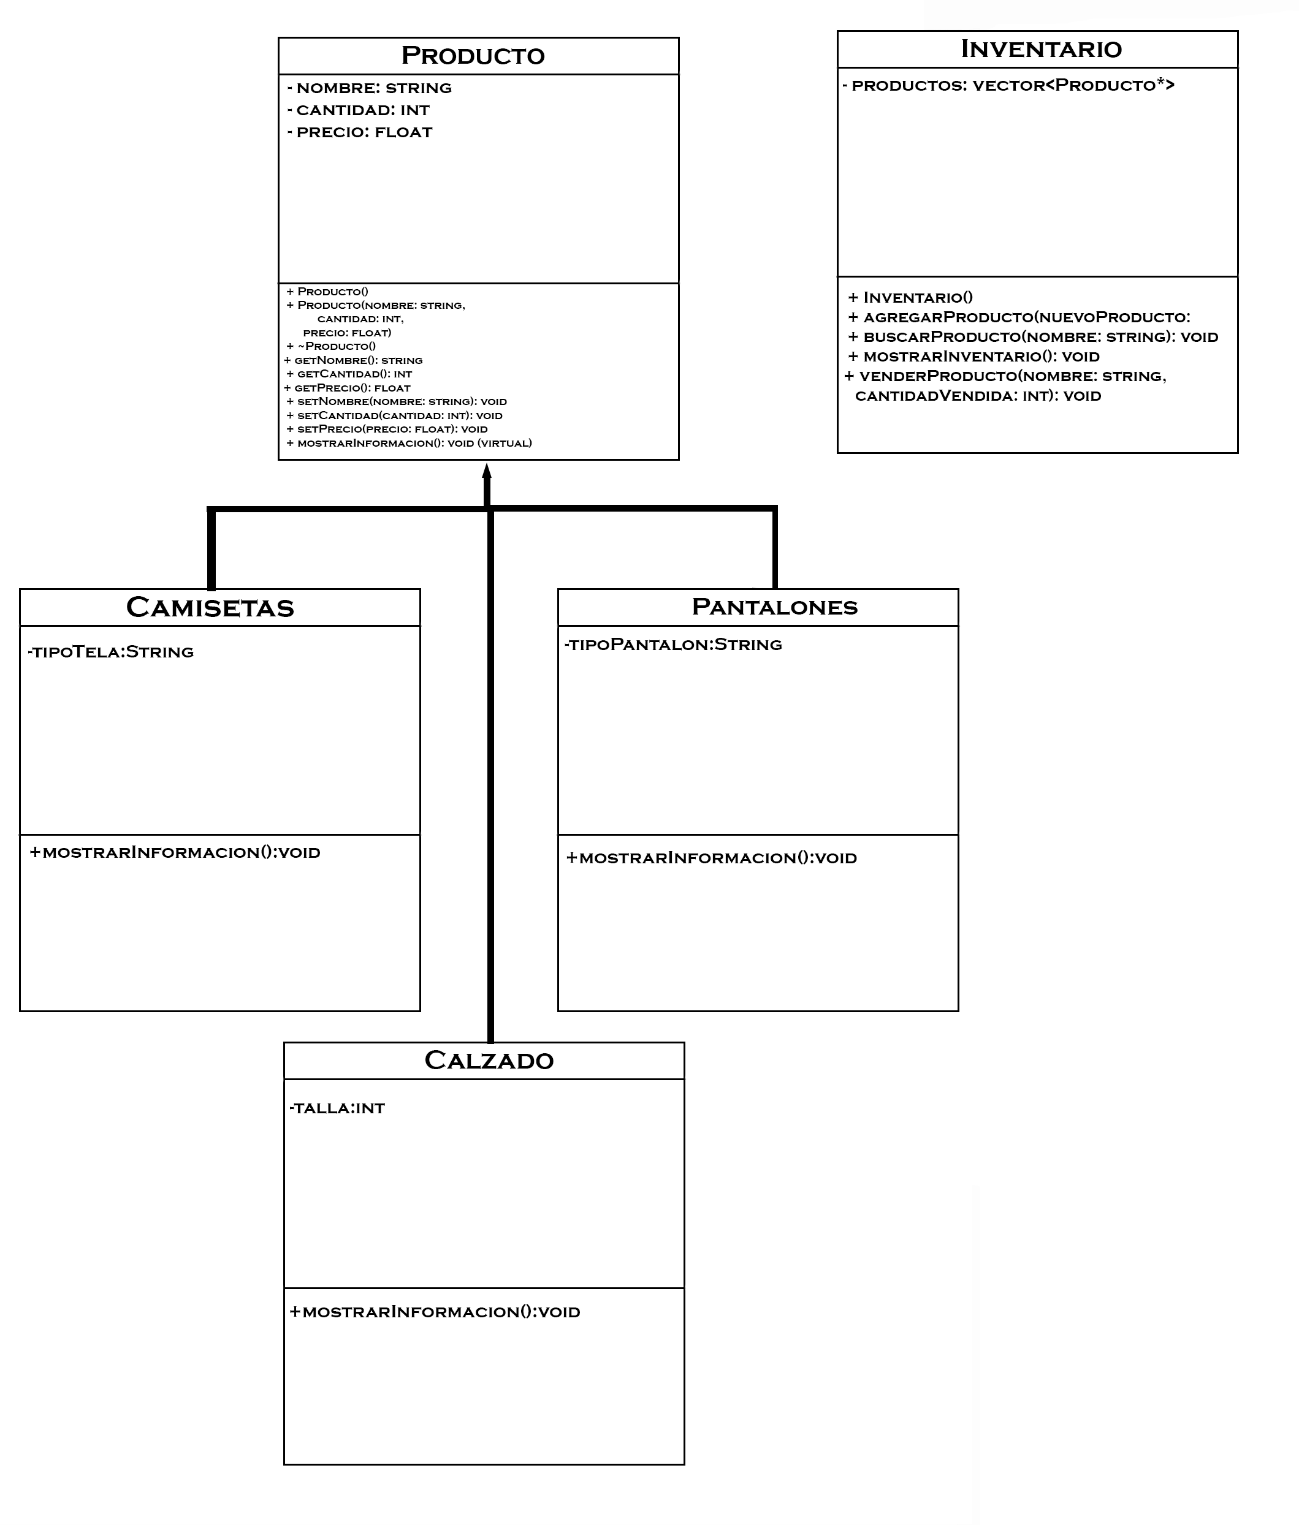 Producto
- nombre: string
- cantidad: int
- precio: float
+ Producto()
+ Producto(nombre: string,
cantidad: int,
precio: float)
+ ~Producto()
+ getNombre(): string
+ getCantidad(): int
+ getPrecio(): float
+ setNombre(nombre: string): void
+ setCantidad(cantidad: int): void
+ setPrecio(precio: float): void
+ mostrarInformacion(): void (virtual)
Inventario
- productos: vector<Producto*>
+ Inventario()
+ agregarProducto(nuevoProducto:
+ buscarProducto(nombre: string): void
+ mostrarInventario(): void
+ venderProducto(nombre: string,
cantidadVendida: int): void
Camisetas
-tipoTela:String
+mostrarInformacion():void
Pantalones
-tipoPantalon:String
+mostrarInformacion():void
Calzado
-talla:int
+mostrarInformacion():void